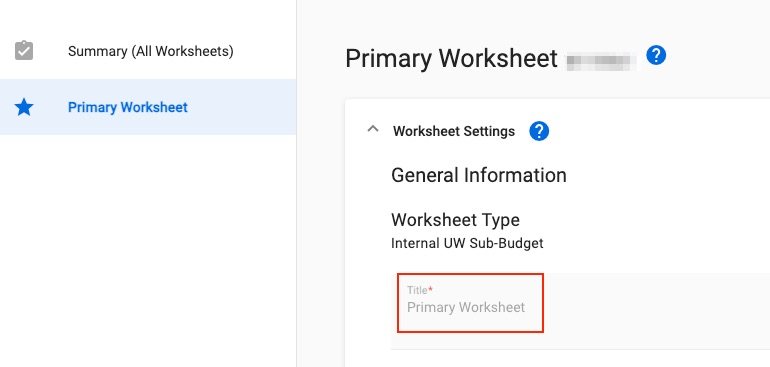 Summary (All Worksheets)
Primary Worksheet
Primary Worksheet
Worksheet Settings
General Information
Worksheet Type
Internal UW Sub-Budget
Title*
Primary Worksheet